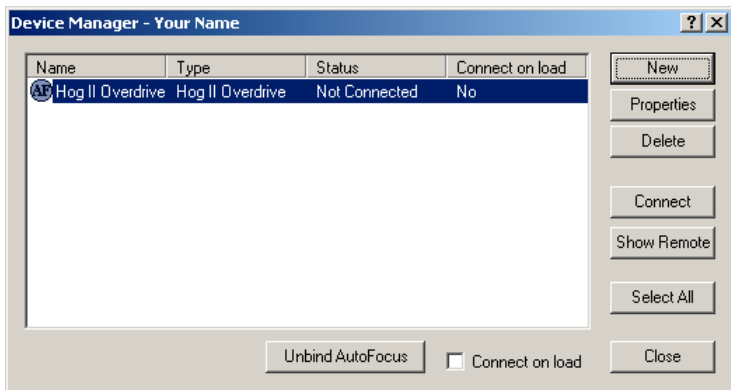 Device Manager - Your Name
Name Type Status Connect on load
AF Hog II Overdrive Hog II Overdrive Not Connected No
New
Properties
Delete
Connect
Show Remote
Select All
Unbind AutoFocus Connect on load Close